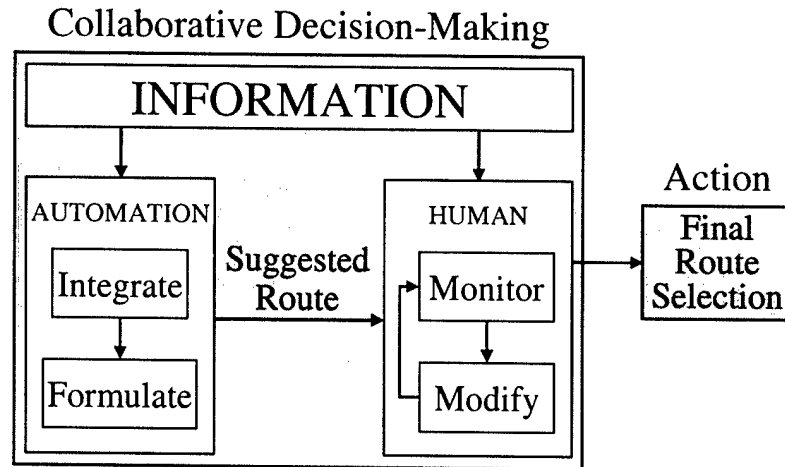 Collaborative Decision-Making
INFORMATION
AUTOMATION
Integrate
Formulate
Suggested
Route
HUMAN
Monitor
Modify
Action
Final
Route
Selection